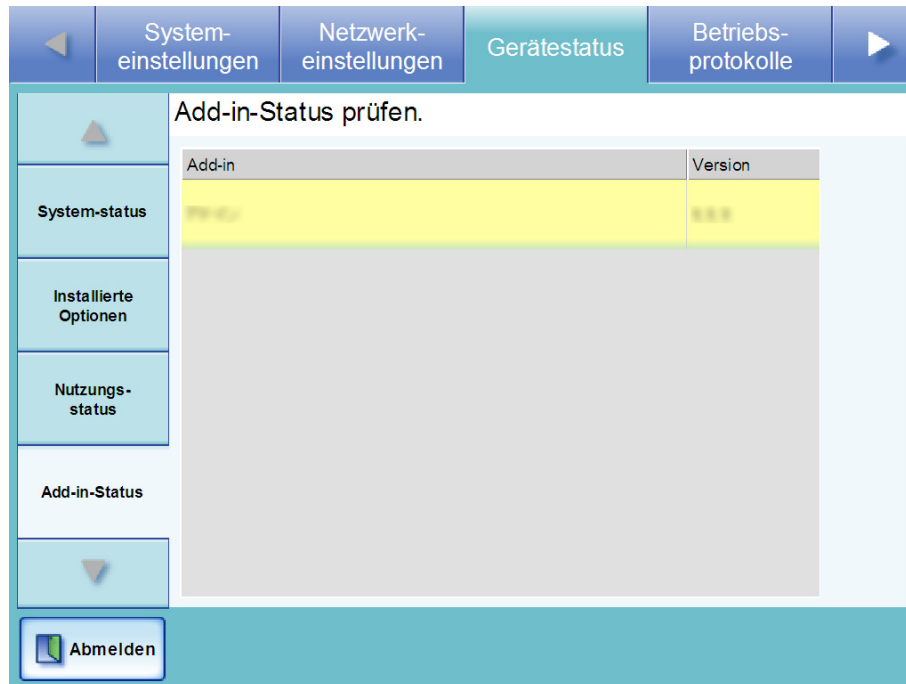 System-
einstellungen
Netzwerk-
einstellungen
Gerätestatus
Betriebs-
protokolle
Add-in-Status prüfen.
Add-in Version
System-status
Installierte
Optionen
Nutzungs-
status
Add-in-Status
Abmelden